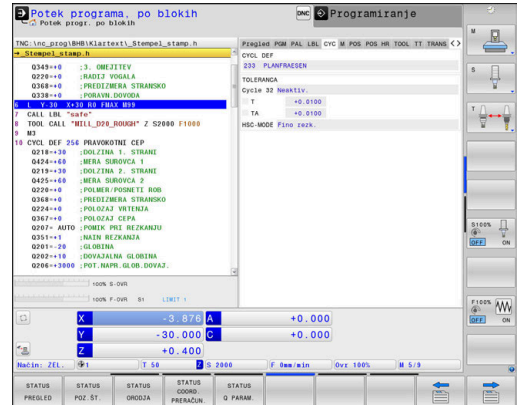 Potek programa, po blokih
Potek progr. po blokih
DNC
Programiranje
TNC:\nc_prog\BHB\Klartext\_Stempel_stamp.h
→_Stempel_stamp.h
Q349=+0 ;3. OMEJITEV
Q220=+0 ;RADIJ VOGALA
Q368=+0 ;PREDIZMERA STRANSKO
Q338=+0 ;PORAVN.DOVODA
6 L Y-30 X+30 R0 FMAX M99
7 CALL LBL "safe"
8 TOOL CALL "MILL_D20_ROUGH" Z S2000 F1000
9 M3
10 CYCL DEF 256 PRAVOKOTNI CEP
Q218=+30 ;DOLZINA 1. STRANI
Q424=+60 ;MERA SUROVCA 1
Q219=+30 ;DOLZINA 2. STRANI
Q425=+60 ;MERA SUROVCA 2
Q220=+0 ;POLMER/POSNETI ROB
Q368=+0 ;PREDIZMERA STRANSKO
Q224=+0 ;POLOZAJ VRTENJA
Q367=+0 ;POLOZAJ CEPA
Q207= AUTO ;POMIK PRI REZKANJU
Q351=+1 ;NAIN REZKANJA
Q201=-20 ;GLOBINA
Q202=+10 ;DOVAJALNA GLOBINA
Q206=+3000 ;POT.NAPR.GLOB.DOVAJ.
Pregled PGM PAL LBL CYC M POS POS HR TOOL TT TRANS
CYCL DEF
233 PLANFRAESEN
TOLERANCA
Cycle 32 Neaktiv.
T +0.0100
TA +0.0100
HSC-MODE Fino rezk.
100% S-OVR
100% F-OVR S1 LIMIT 1
X -3.876 A +0.000
Y -30.000 C +0.000
Z +0.400
Način: ŽEL. 1 T 50 Z S 2000 F 0mm/min Ovr 100% M 5/9
M
S
T
S100%
OFF ON
F100%
OFF ON
STATUS PREGLED
STATUS POZ.ŠT.
STATUS ORODJA
STATUS COORD. PRERAČUN.
STATUS Q PARAM.